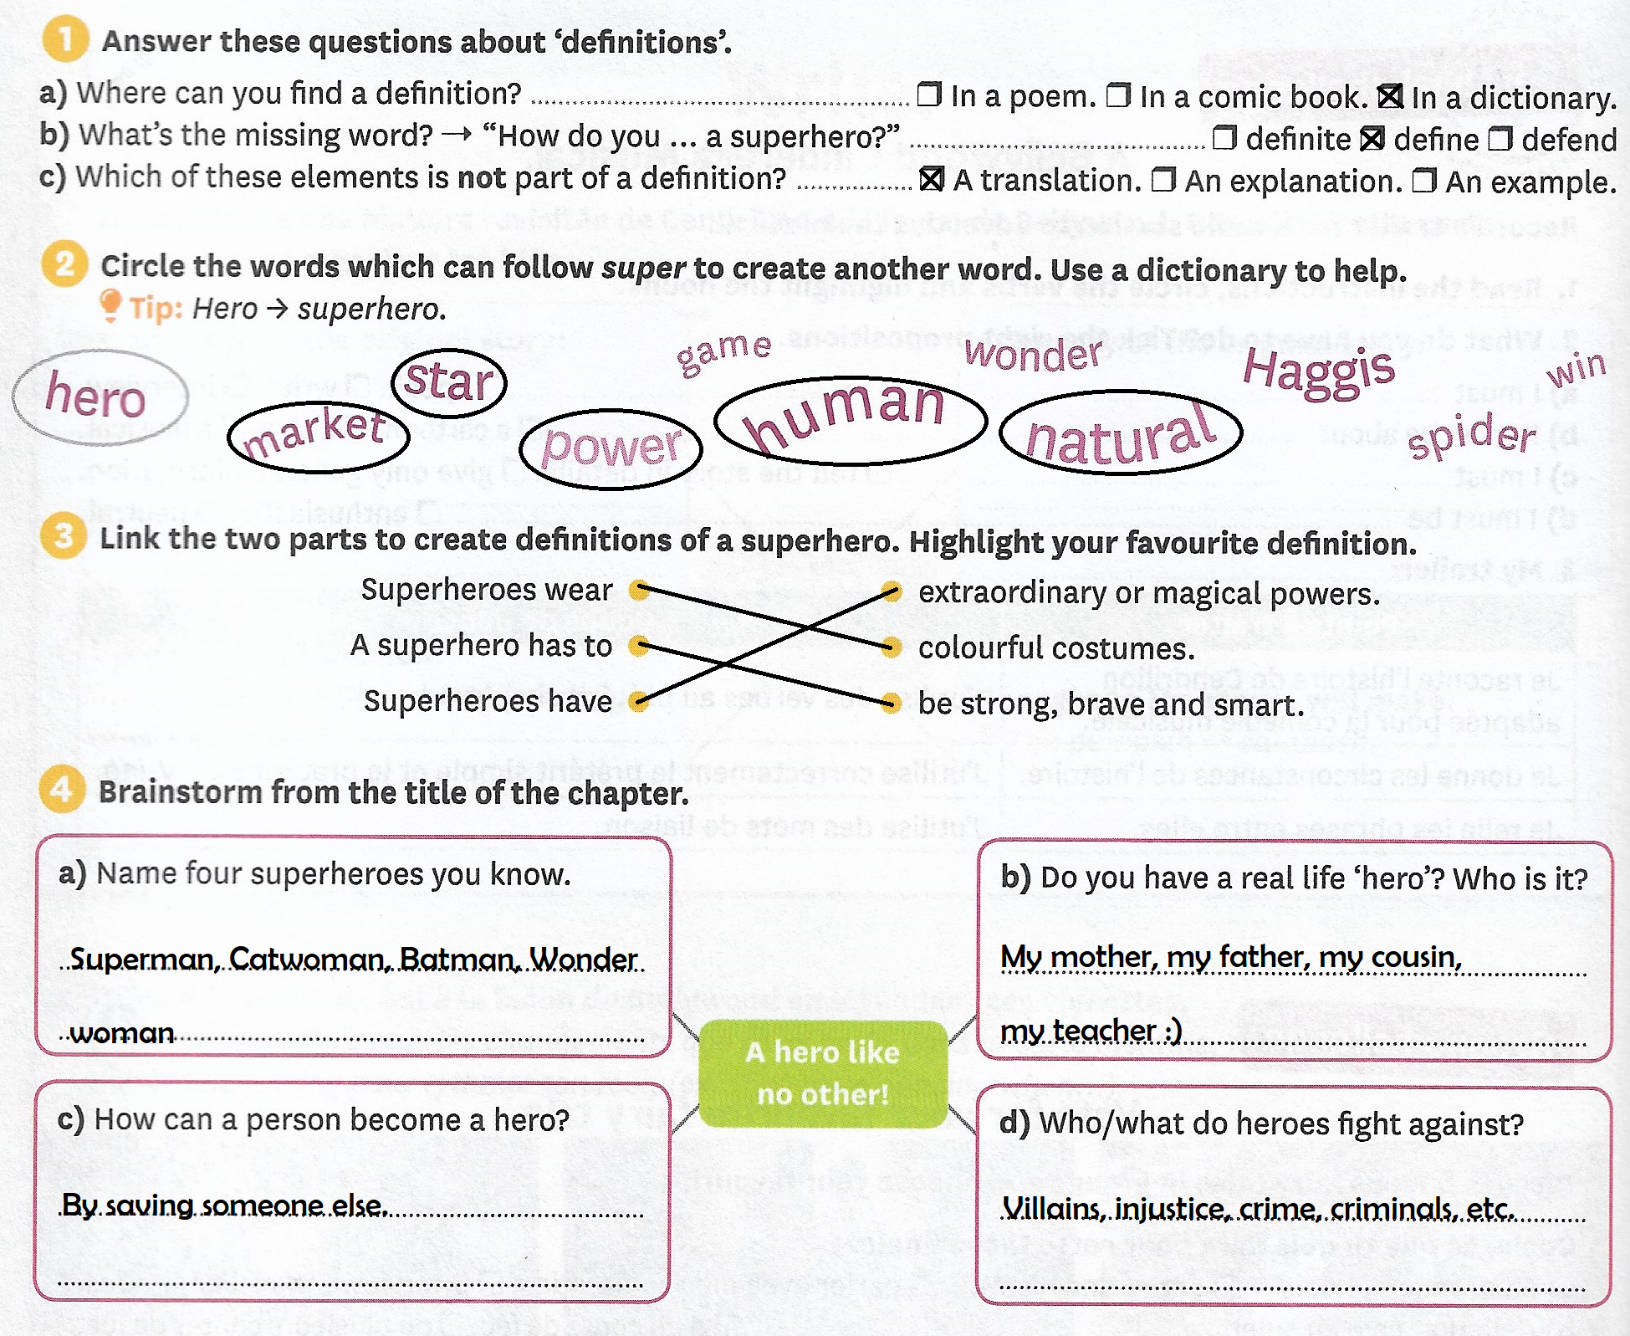 1 Answer these questions about ‘definitions’.
a) Where can you find a definition? ☐ In a poem. ☐ In a comic book. ☒ In a dictionary.
b) What’s the missing word? → “How do you ... a superhero?” ☐ definite ☒ define ☐ defend
c) Which of these elements is not part of a definition? ☒ A translation. ☐ An explanation. ☐ An example.
2 Circle the words which can follow super to create another word. Use a dictionary to help.
Tip: Hero → superhero.
hero market star power game human wonder natural Haggis spider win
3 Link the two parts to create definitions of a superhero. Highlight your favourite definition.
Superheroes wear extraordinary or magical powers.
A superhero has to colourful costumes.
Superheroes have be strong, brave and smart.
4 Brainstorm from the title of the chapter.
a) Name four superheroes you know.
Superman, Catwoman, Batman, Wonder
woman
b) Do you have a real life ‘hero’? Who is it?
My mother, my father, my cousin,
my teacher :)
A hero like
no other!
c) How can a person become a hero?
By saving someone else.
d) Who/what do heroes fight against?
Villains, injustice, crime, criminals, etc.